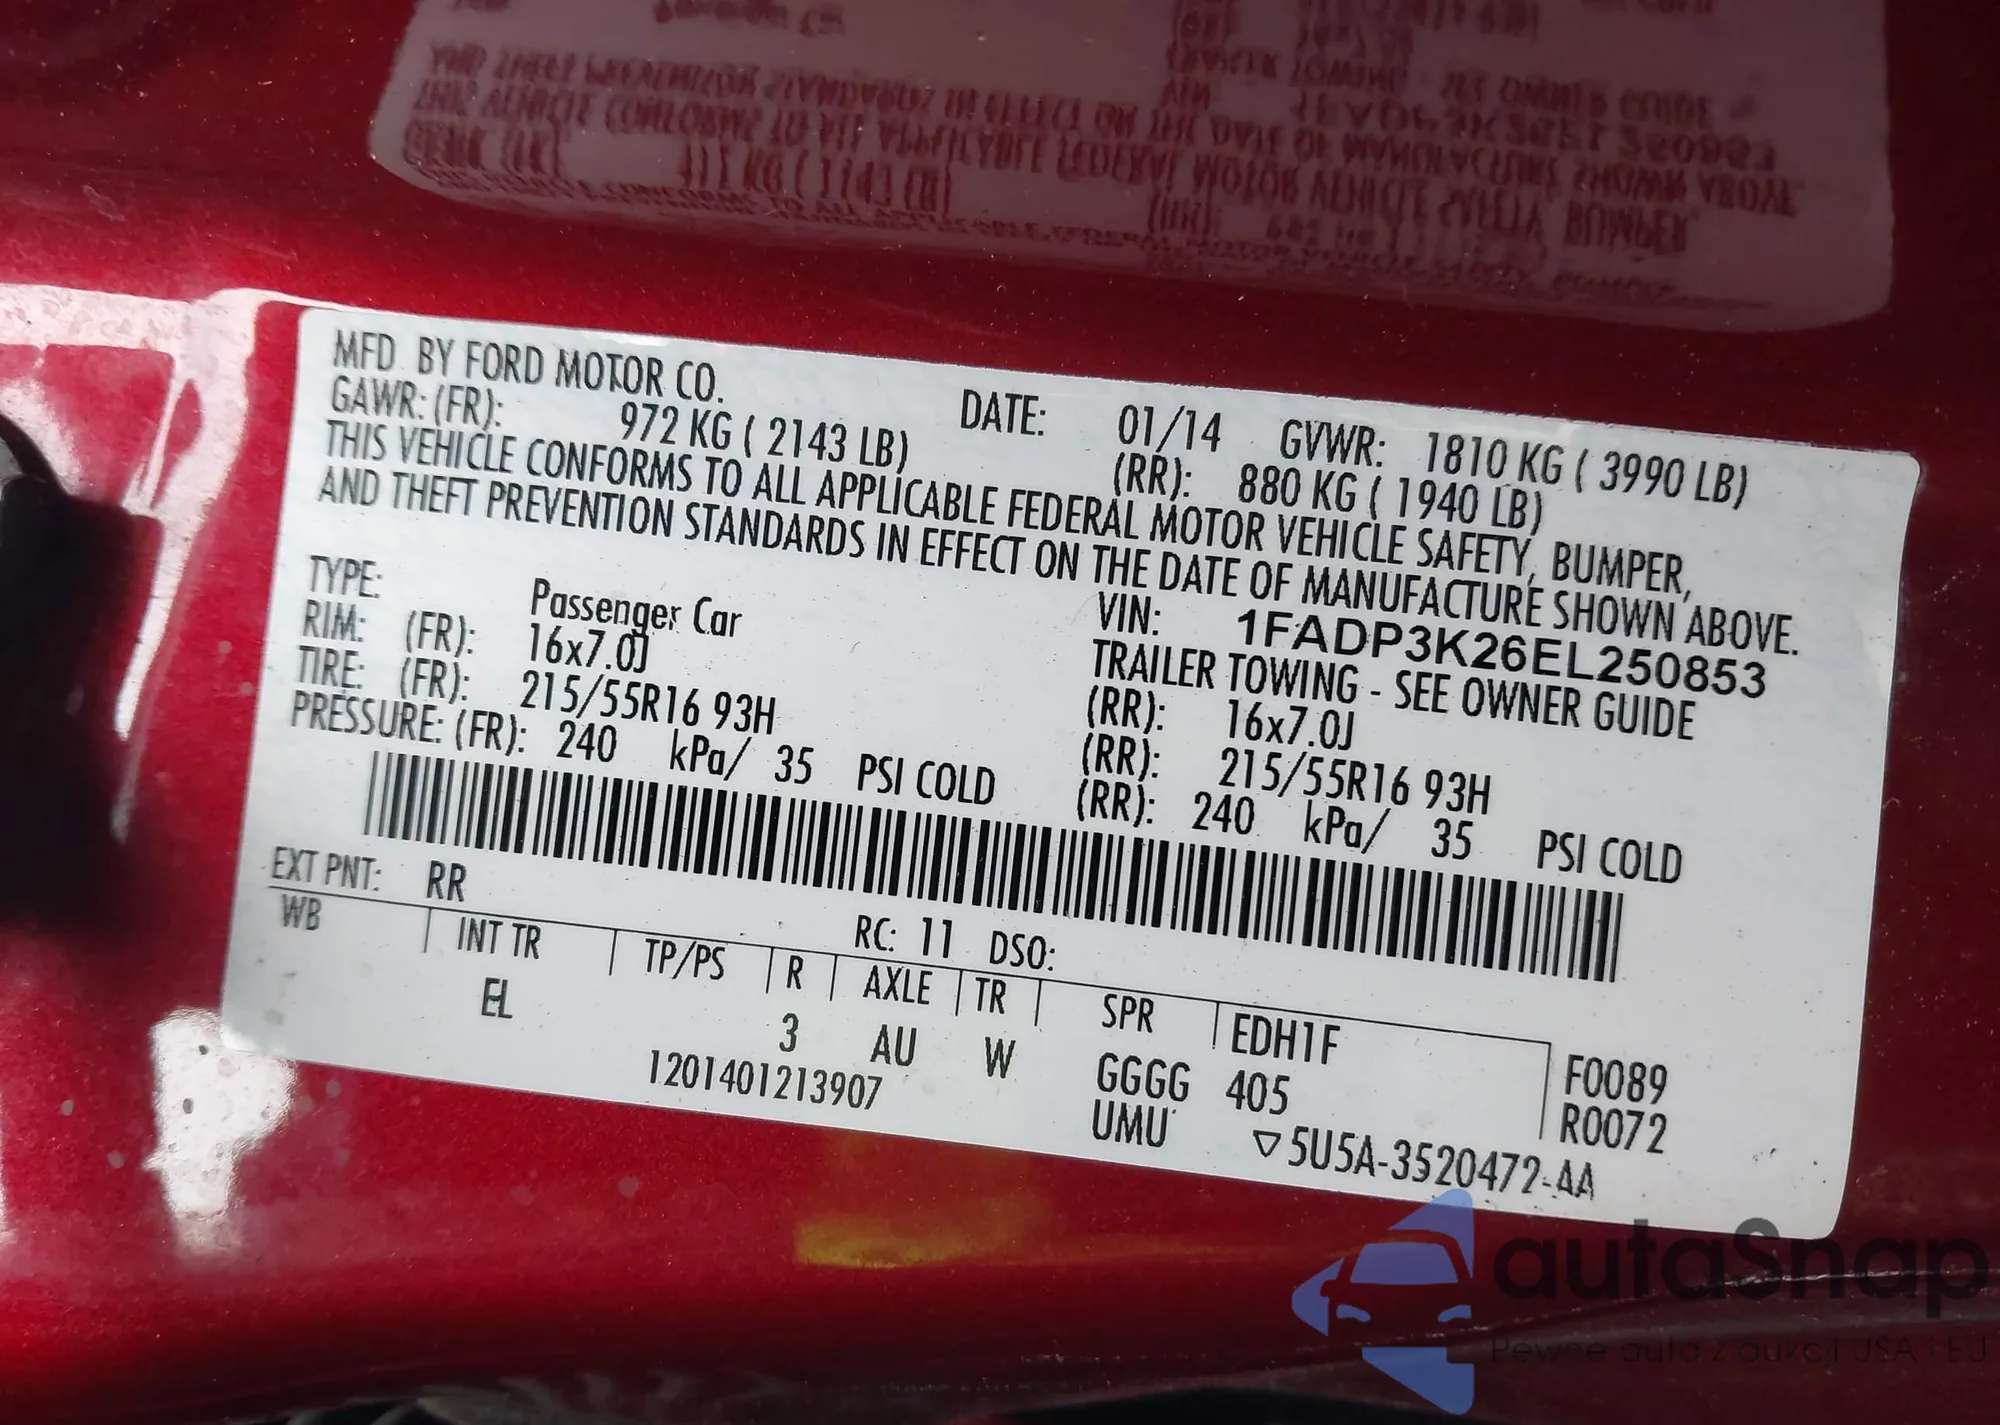 MFD. BY FORD MOTOR CO. DATE: 01/14 GVWR: 1810 KG ( 3990 LB)
GAWR: (FR): 972 KG ( 2143 LB) (RR): 880 KG ( 1940 LB)
THIS VEHICLE CONFORMS TO ALL APPLICABLE FEDERAL MOTOR VEHICLE SAFETY, BUMPER,
AND THEFT PREVENTION STANDARDS IN EFFECT ON THE DATE OF MANUFACTURE SHOWN ABOVE.
VIN: 1FADP3K26EL250853
TYPE: Passenger Car TRAILER TOWING - SEE OWNER GUIDE
RIM: (FR): 16x7.0J (RR): 16x7.0J
TIRE: (FR): 215/55R16 93H (RR): 215/55R16 93H
PRESSURE: (FR): 240 kPa/ 35 PSI COLD (RR): 240 kPa/ 35 PSI COLD
EXT PNT: RR RC: 11 DSO:
WB INT TR TP/PS R AXLE TR SPR EDH1F F0089
EL 3 AU W GGGG 405 R0072
1201401213907 UMU ▽5U5A-3520472-AA
autaSnap
Pewne auta z aukcji USA i EU